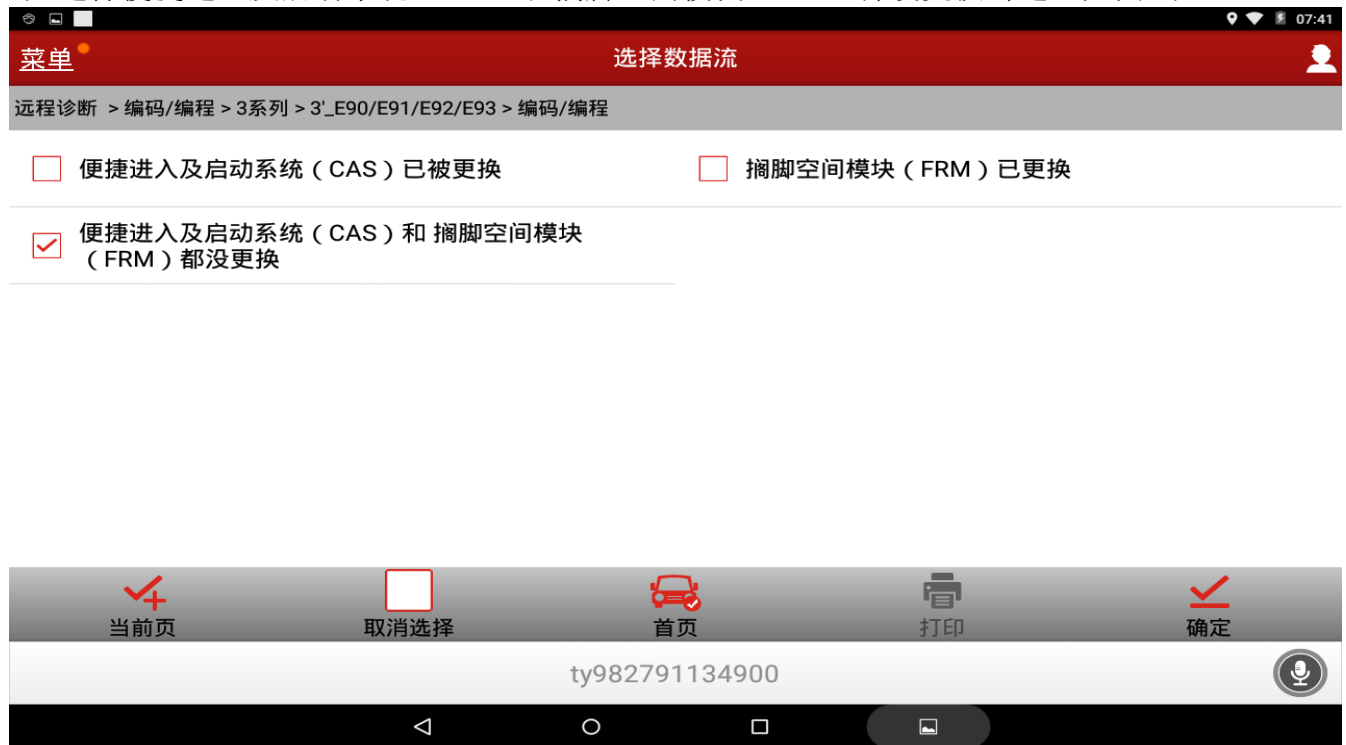 07:41
菜单
选择数据流
远程诊断 > 编码/编程 > 3系列 > 3'_E90/E91/E92/E93 > 编码/编程
便捷进入及启动系统（CAS）已被更换
搁脚空间模块（FRM）已更换
便捷进入及启动系统（CAS）和 搁脚空间模块
（FRM）都没更换
当前页
取消选择
首页
打印
确定
ty982791134900